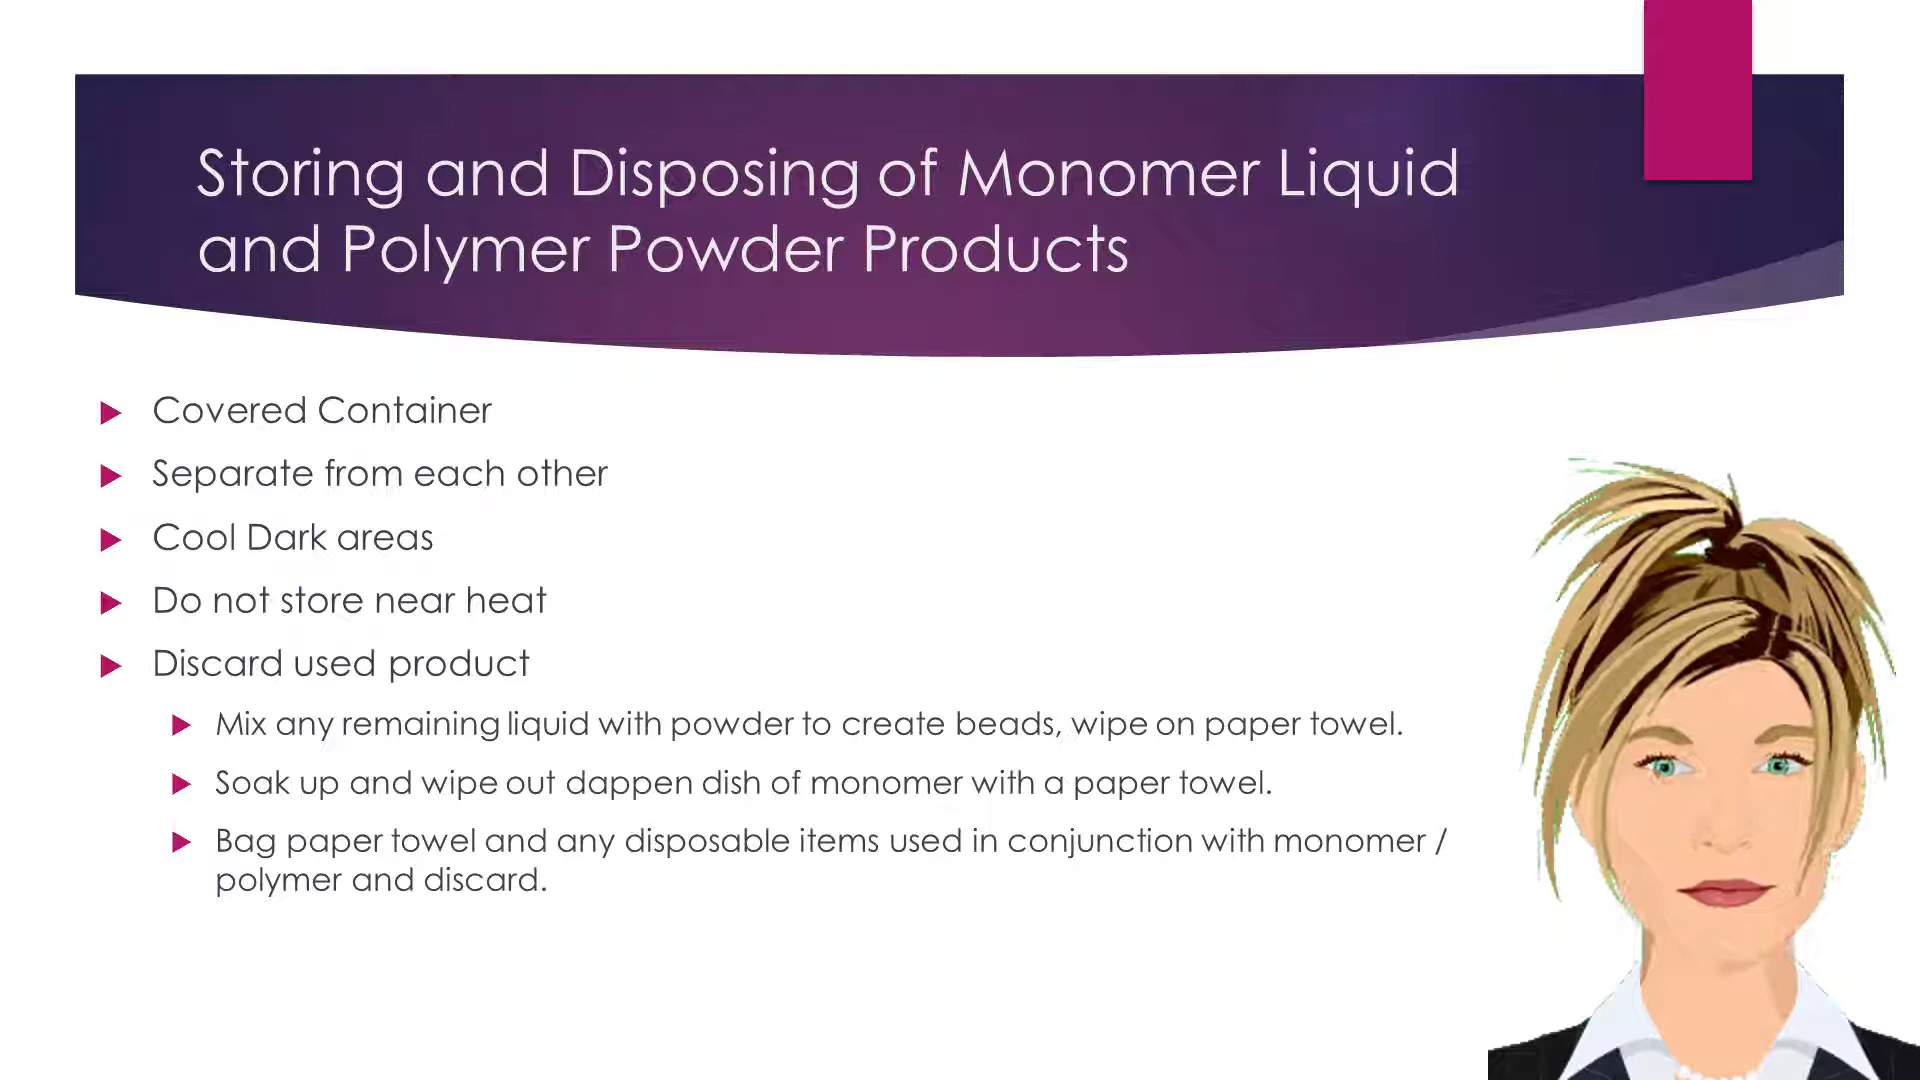 Storing and Disposing of Monomer Liquid
and Polymer Powder Products
Covered Container
Separate from each other
Cool Dark areas
Do not store near heat
Discard used product
Mix any remaining liquid with powder to create beads, wipe on paper towel.
Soak up and wipe out dappen dish of monomer with a paper towel.
Bag paper towel and any disposable items used in conjunction with monomer /
polymer and discard.